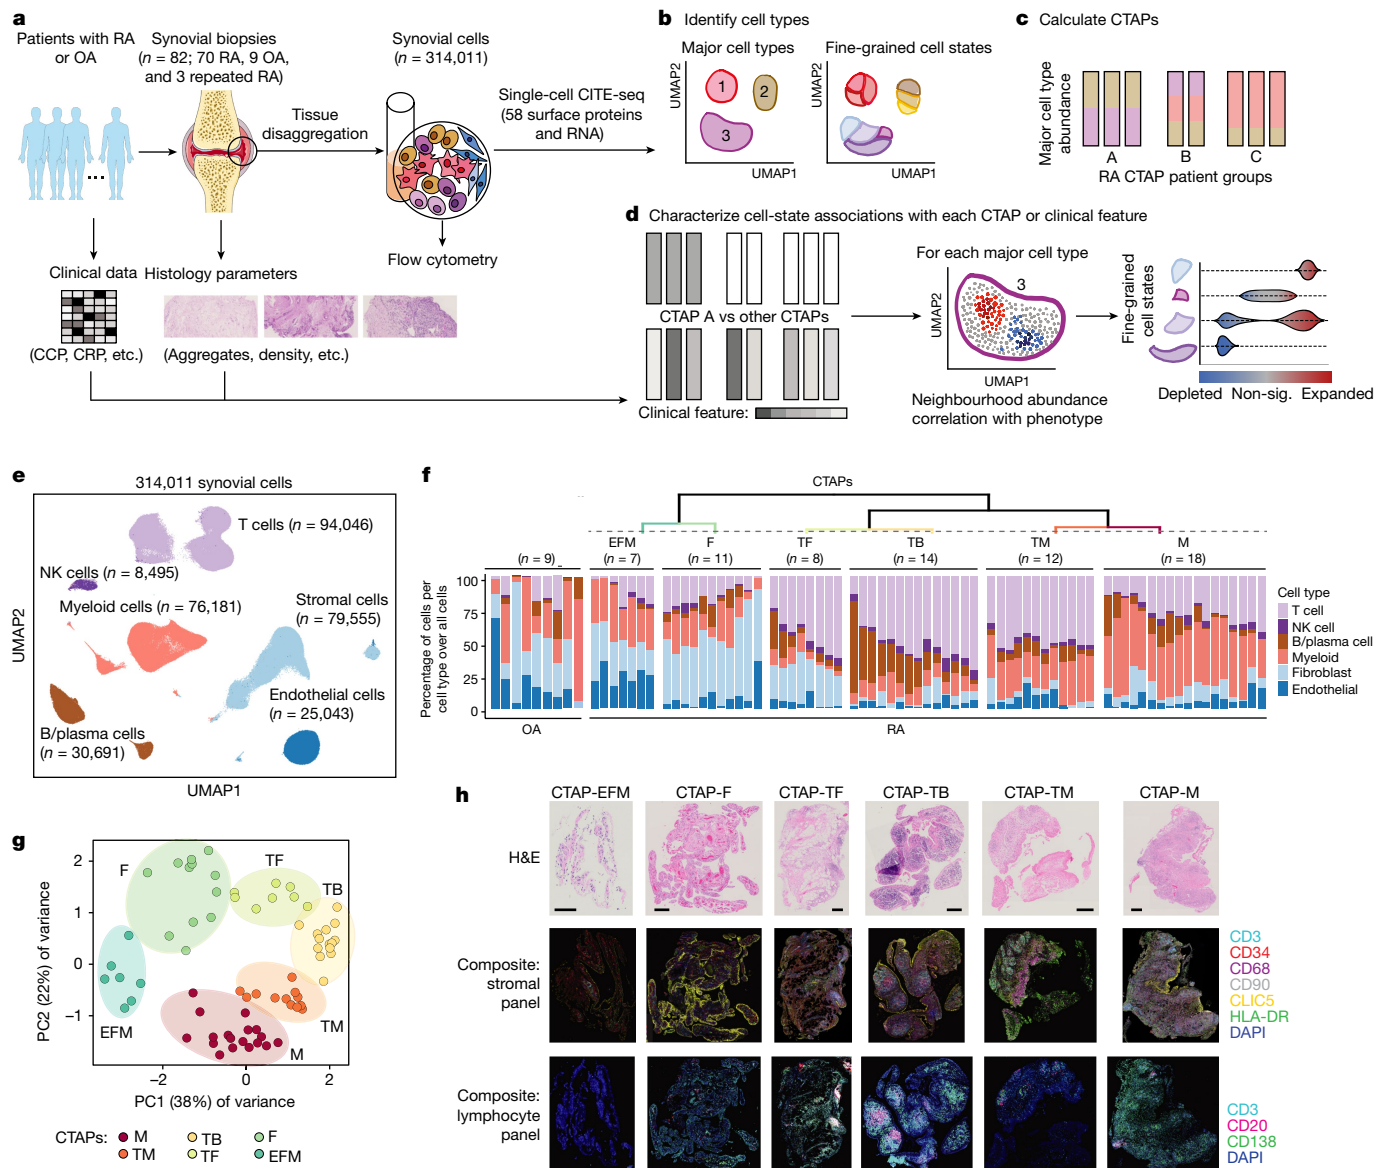 a
Patients with RA
or OA
Synovial biopsies
(n = 82; 70 RA, 9 OA,
and 3 repeated RA)
Synovial cells
(n = 314,011)
Tissue
disaggregation
Single-cell CITE-seq
(58 surface proteins
and RNA)
Flow cytometry
Clinical data
Histology parameters
(CCP, CRP, etc.)
(Aggregates, density, etc.)
b Identify cell types
Major cell types
Fine-grained cell states
UMAP2
1
2
3
UMAP1
UMAP2
UMAP1
c Calculate CTAPs
Major cell type
abundance
A
B
C
RA CTAP patient groups
d Characterize cell-state associations with each CTAP or clinical feature
CTAP A vs other CTAPs
Clinical feature:
For each major cell type
UMAP2
3
UMAP1
Neighbourhood abundance
correlation with phenotype
Fine-grained
cell states
Depleted Non-sig. Expanded
e
314,011 synovial cells
T cells (n = 94,046)
NK cells (n = 8,495)
Myeloid cells (n = 76,181)
Stromal cells
(n = 79,555)
Endothelial cells
(n = 25,043)
B/plasma cells
(n = 30,691)
UMAP2
UMAP1
f
CTAPs
(n = 9)
EFM
(n = 7)
F
(n = 11)
TF
(n = 8)
TB
(n = 14)
TM
(n = 12)
M
(n = 18)
Percentage of cells per
cell type over all cells
100
75
50
25
0
OA
RA
Cell type
T cell
NK cell
B/plasma cell
Myeloid
Fibroblast
Endothelial
g
PC2 (22%) of variance
2
1
0
−1
F
TF
TB
EFM
TM
M
−2
0
2
PC1 (38%) of variance
CTAPs:
M
TB
F
TM
TF
EFM
h
CTAP-EFM
CTAP-F
CTAP-TF
CTAP-TB
CTAP-TM
CTAP-M
H&E
Composite:
stromal
panel
CD3
CD34
CD68
CD90
CLIC5
HLA-DR
DAPI
Composite:
lymphocyte
panel
CD3
CD20
CD138
DAPI